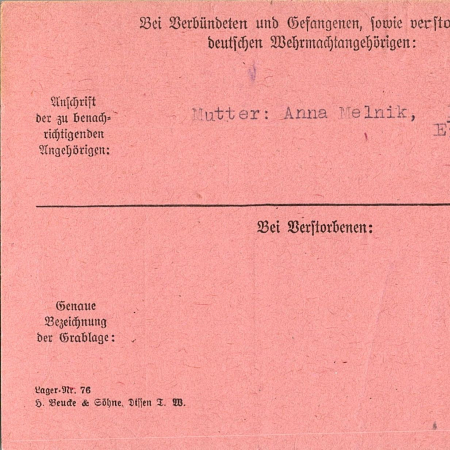 Bei Verbündeten und Gefangenen, sowie
deutschen Wehrmachtangehörigen:
Anschrift
der zu benach-
richtigenden
Angehörigen:
Mutter: Anna Melnik,
Bei Verstorbenen:
Genaue
Bezeichnung
der Grablage:
Lager-Nr. 76
H. Beucke & Söhne, Dissen T. W.